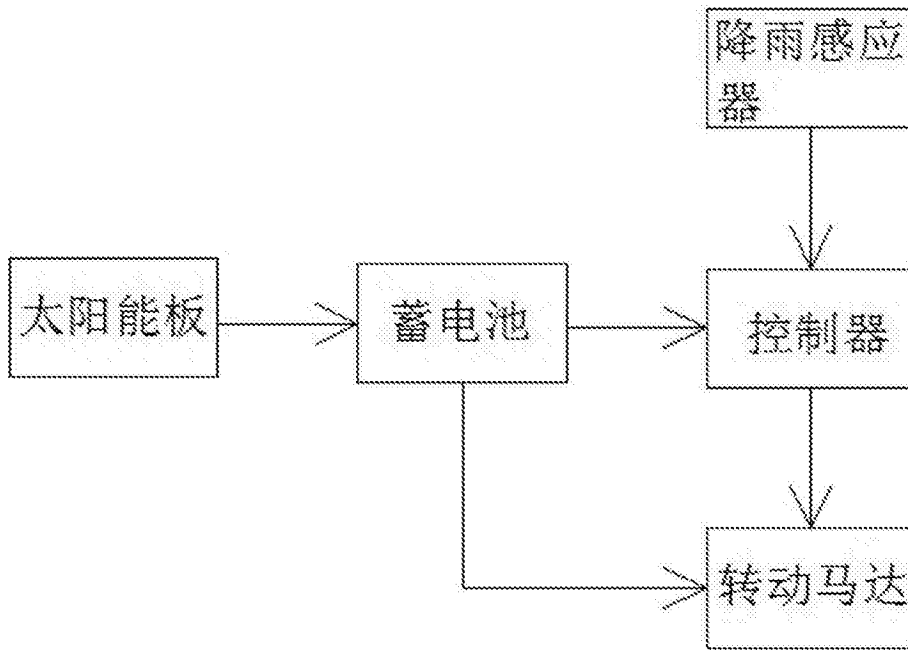 降雨感应
器
太阳能板
蓄电池
控制器
转动马达